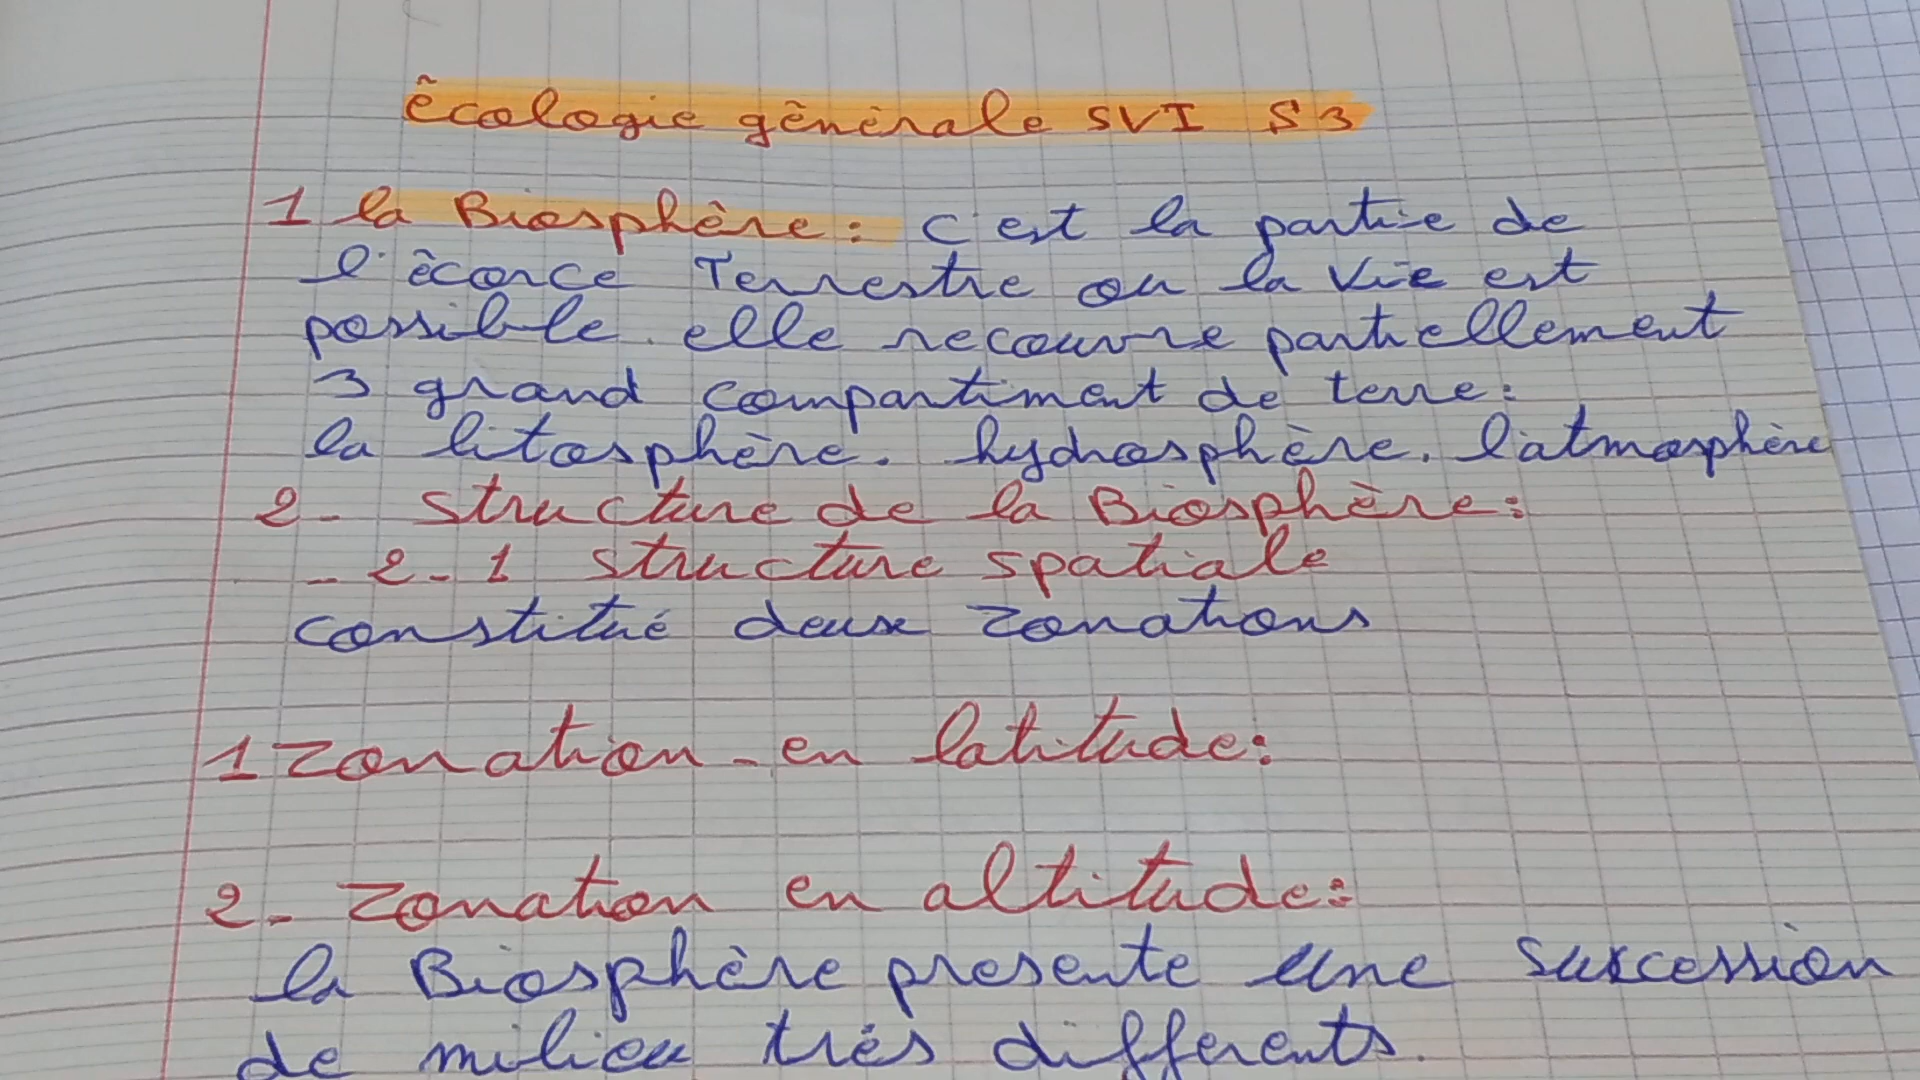 écologie générale SVI S3
1 la Biosphère : c'est la partie de
l'écorce Terrestre ou la Vie est
possible. elle recouvre partiellement
3 grand compartiment de terre :
la litosphère. hydrosphère. l'atmosphère
2- structure de la Biosphère :
- 2-1 structure spatiale
constitué deux zonations
1 zonation - en latitude :
2- zonation en altitude :
la Biosphère presente une succession
de milieu très differents.